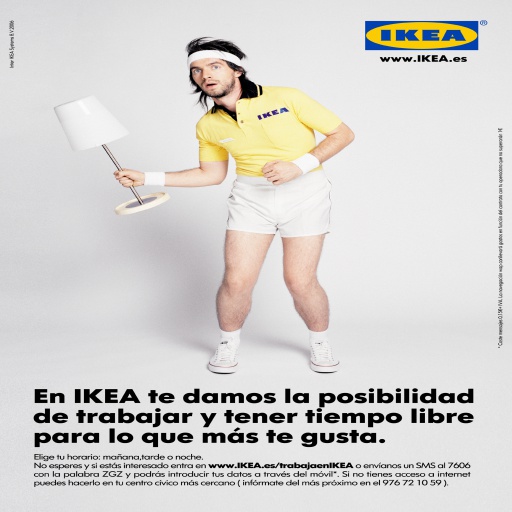 Inter IKEA Systems B.V. 2006
IKEA®
www.IKEA.es
IKEA
En IKEA te damos la posibilidad
de trabajar y tener tiempo libre
para lo que más te gusta.
Elige tu horario: mañana,tarde o noche.
No esperes y si estás interesado entra en www.IKEA.es/trabajaenIKEA o envíanos un SMS al 7606
con la palabra ZGZ y podrás introducir tus datos a través del móvil*. Si no tienes acceso a internet
puedes hacerlo en tu centro cívico más cercano ( infórmate del más próximo en el 976 72 10 59 ).